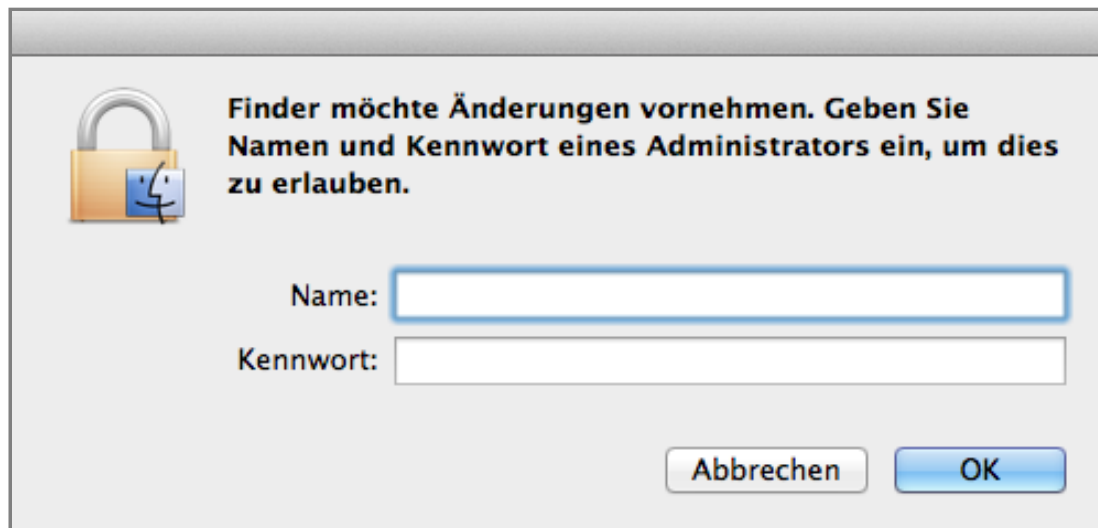 Finder möchte Änderungen vornehmen. Geben Sie
Namen und Kennwort eines Administrators ein, um dies
zu erlauben.
Name:
Kennwort:
Abbrechen
OK